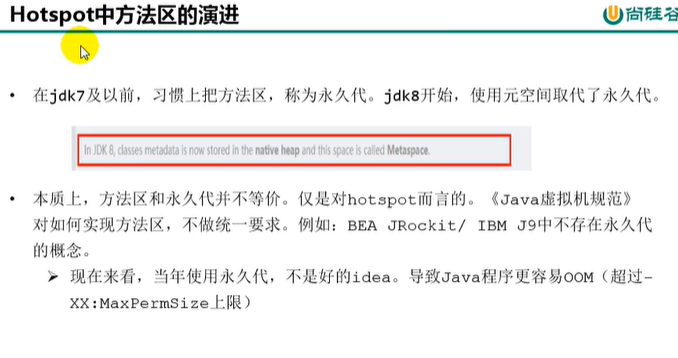 Hotspot中方法区的演进
尚硅谷
• 在jdk7及以前，习惯上把方法区，称为永久代。jdk8开始，使用元空间取代了永久代。
In JDK 8, classes metadata is now stored in the native heap and this space is called Metaspace.
• 本质上，方法区和永久代并不等价。仅是对hotspot而言的。《Java虚拟机规范》
对如何实现方法区，不做统一要求。例如：BEA JRockit/ IBM J9中不存在永久代
的概念。
➢ 现在来看，当年使用永久代，不是好的idea。导致Java程序更容易OOM（超过-
XX:MaxPermSize上限）